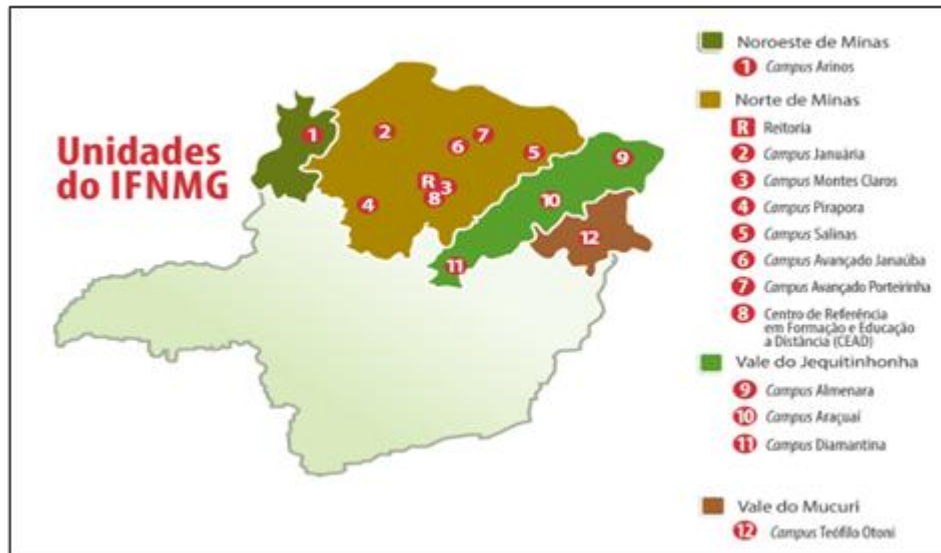 Unidades
do IFNMG
1
2
3
4
5
6
7
R
8
9
10
11
12
Noroeste de Minas
1 Campus Arinos
Norte de Minas
R Reitoria
2 Campus Januária
3 Campus Montes Claros
4 Campus Pirapora
5 Campus Salinas
6 Campus Avançado Janaúba
7 Campus Avançado Porteirinha
8 Centro de Referência
em Formação e Educação
a Distância (CEAD)
Vale do Jequitinhonha
9 Campus Almenara
10 Campus Araçuaí
11 Campus Diamantina
Vale do Mucuri
12 Campus Teófilo Otoni